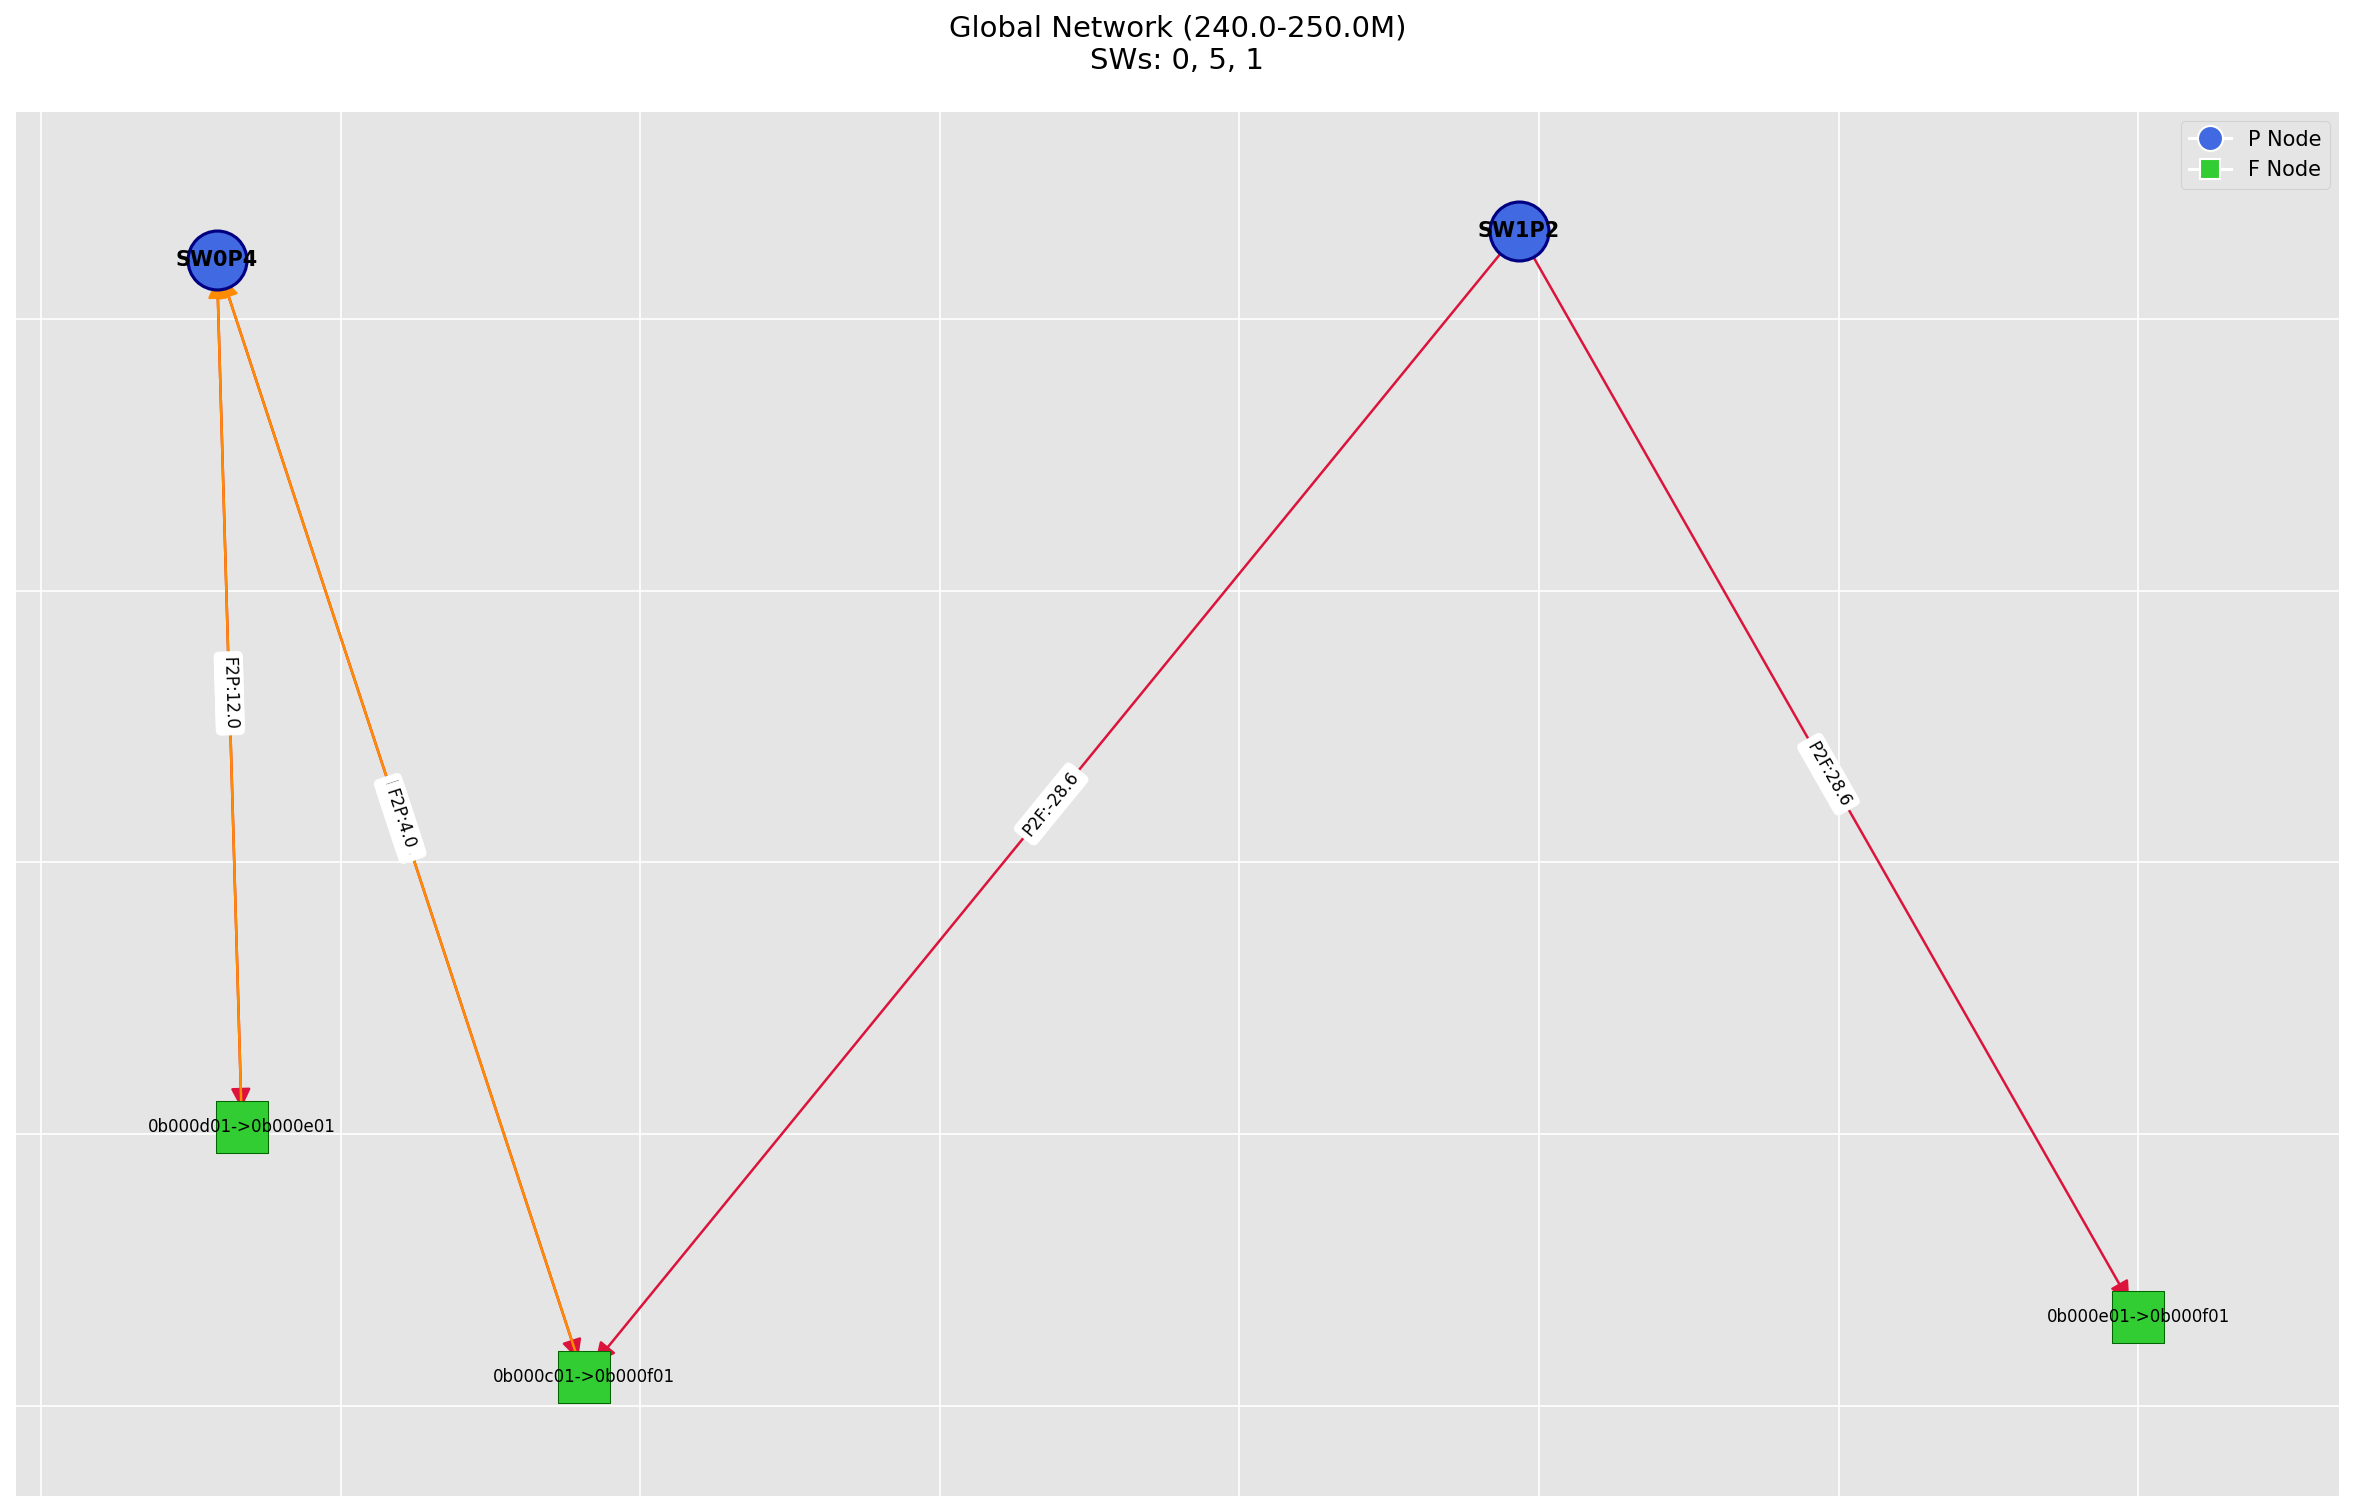 Global Network (240.0-250.0M)
SWs: 0, 5, 1
P Node
F Node
SW0P4
SW1P2
F2P:12.0
F2P:4.0
P2F:-28.6
P2F:28.6
0b000d01->0b000e01
0b000c01->0b000f01
0b000e01->0b000f01